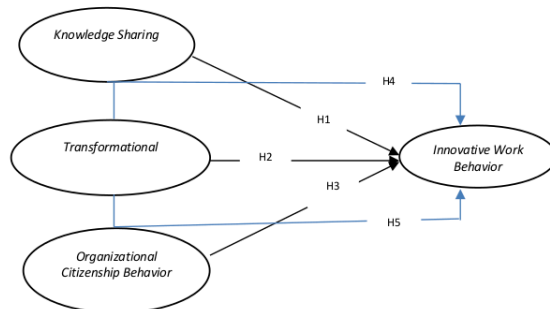 Knowledge Sharing
H4
H1
Transformational
H2
Innovative Work
Behavior
H3
H5
Organizational
Citizenship Behavior